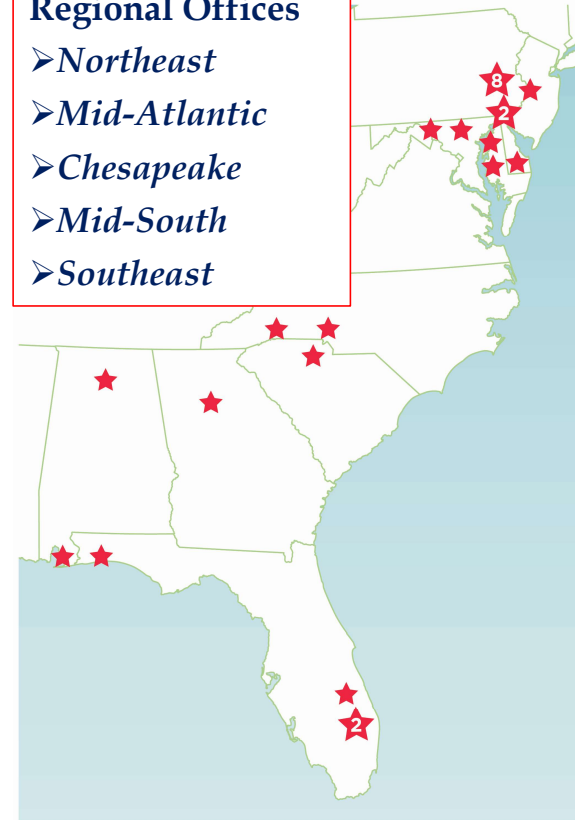 Regional Offices
➢Northeast
➢Mid-Atlantic
➢Chesapeake
➢Mid-South
➢Southeast
8
2
2